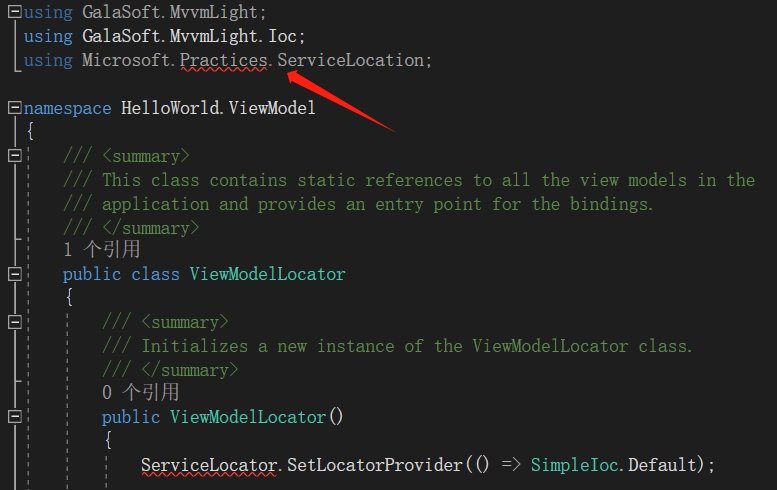 using GalaSoft.MvvmLight;
using GalaSoft.MvvmLight.Ioc;
using Microsoft.Practices.ServiceLocation;
namespace HelloWorld.ViewModel
{
/// <summary>
/// This class contains static references to all the view models in the
/// application and provides an entry point for the bindings.
/// </summary>
1 个引用
public class ViewModelLocator
{
/// <summary>
/// Initializes a new instance of the ViewModelLocator class.
/// </summary>
0 个引用
public ViewModelLocator()
{
ServiceLocator.SetLocatorProvider(() => SimpleIoc.Default);